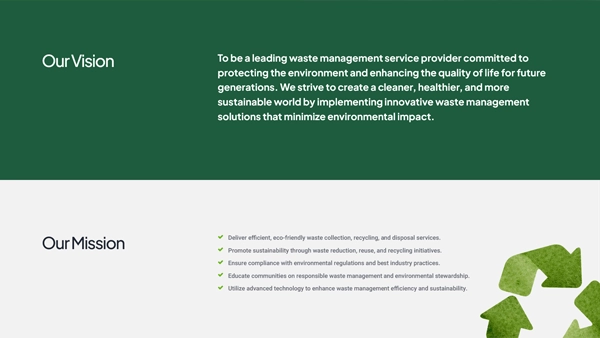 Our Vision
To be a leading waste management service provider committed to
protecting the environment and enhancing the quality of life for future
generations. We strive to create a cleaner, healthier, and more
sustainable world by implementing innovative waste management
solutions that minimize environmental impact.
Our Mission
Deliver efficient, eco-friendly waste collection, recycling, and disposal services.
Promote sustainability through waste reduction, reuse, and recycling initiatives.
Ensure compliance with environmental regulations and best industry practices.
Educate communities on responsible waste management and environmental stewardship.
Utilize advanced technology to enhance waste management efficiency and sustainability.